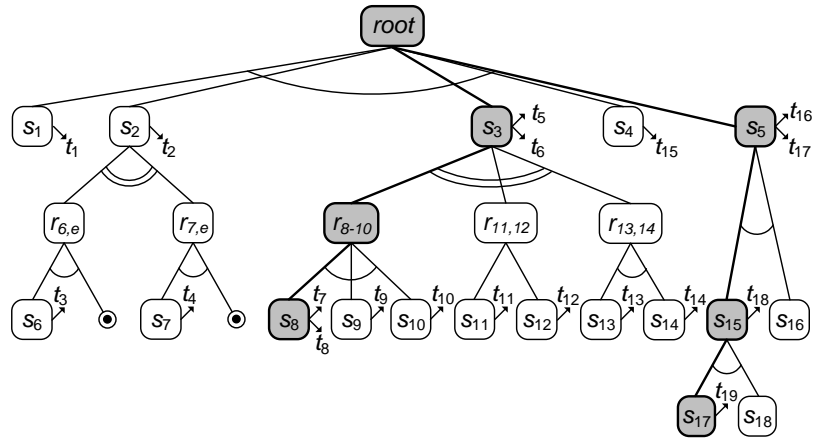 root
s1 t1 s2 t2 s3 t5 t6 s4 t15 s5 t16 t17
r6,e r7,e r8-10 r11,12 r13,14
s6 t3 s7 t4 s8 t7 t8 s9 t9 s10 t10 s11 t11 s12 t12 s13 t13 s14 t14 s15 t18 s16
s17 t19 s18